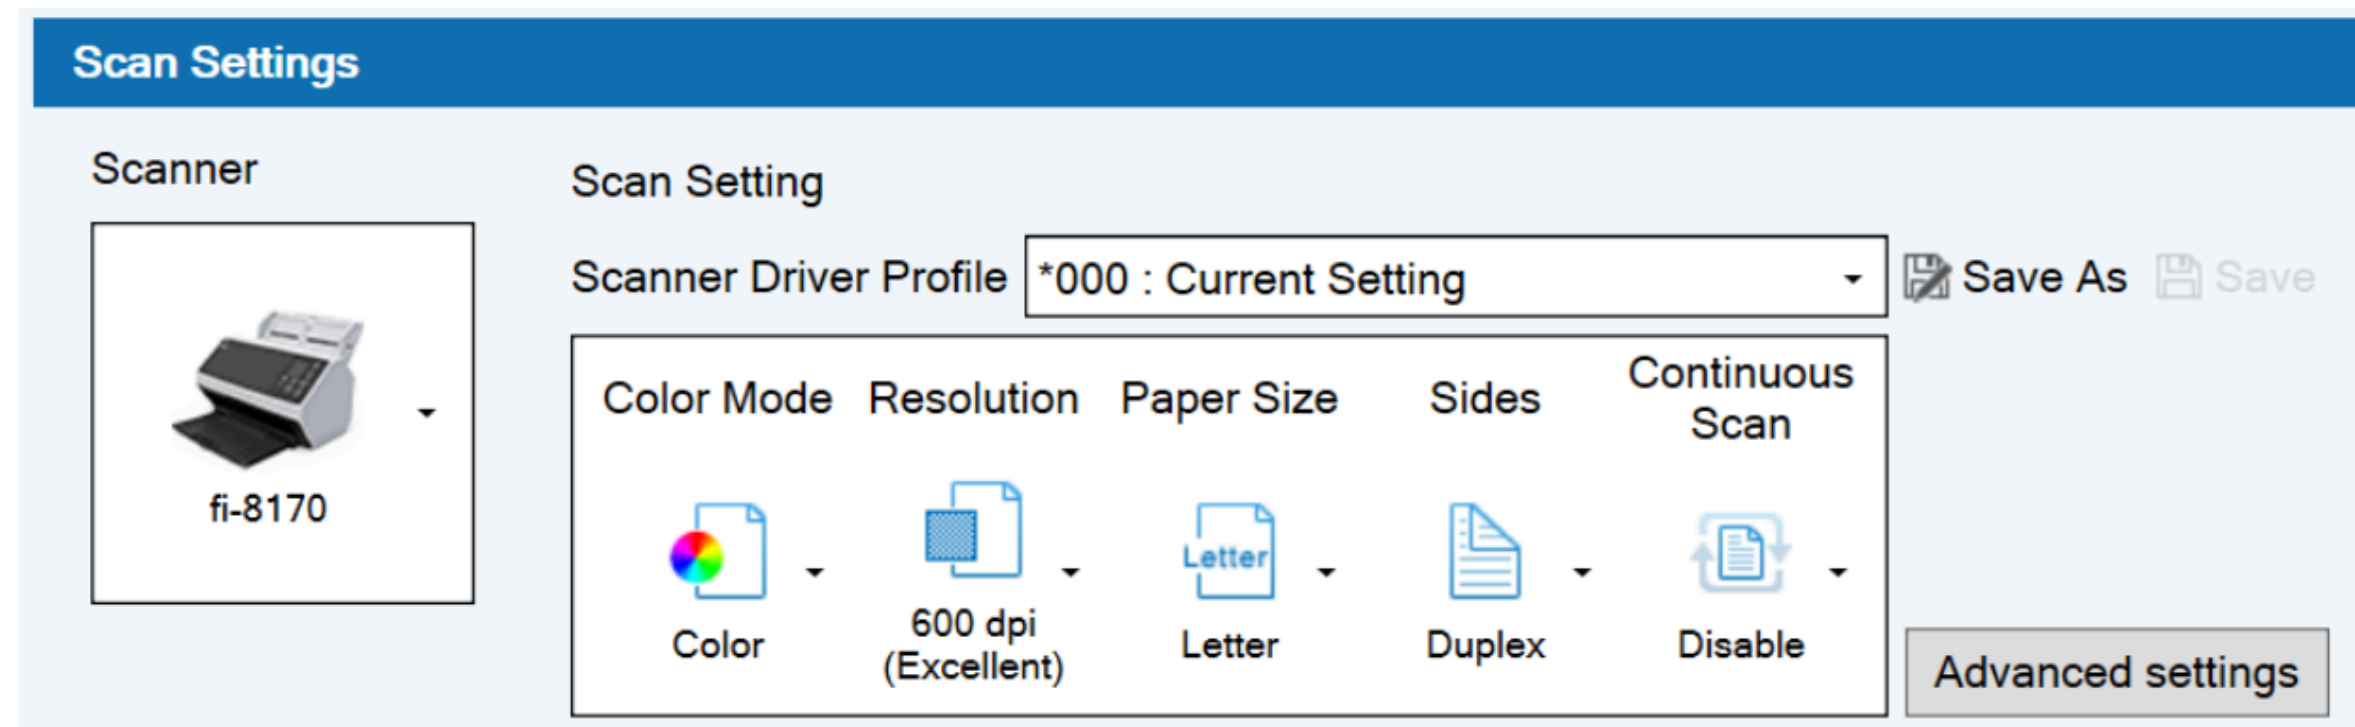 Scan Settings
Scanner
Scan Setting
Scanner Driver Profile *000 : Current Setting Save As Save
Color Mode Resolution Paper Size Sides Continuous
Scan
fi-8170
Letter
Color 600 dpi
(Excellent) Letter Duplex Disable
Advanced settings